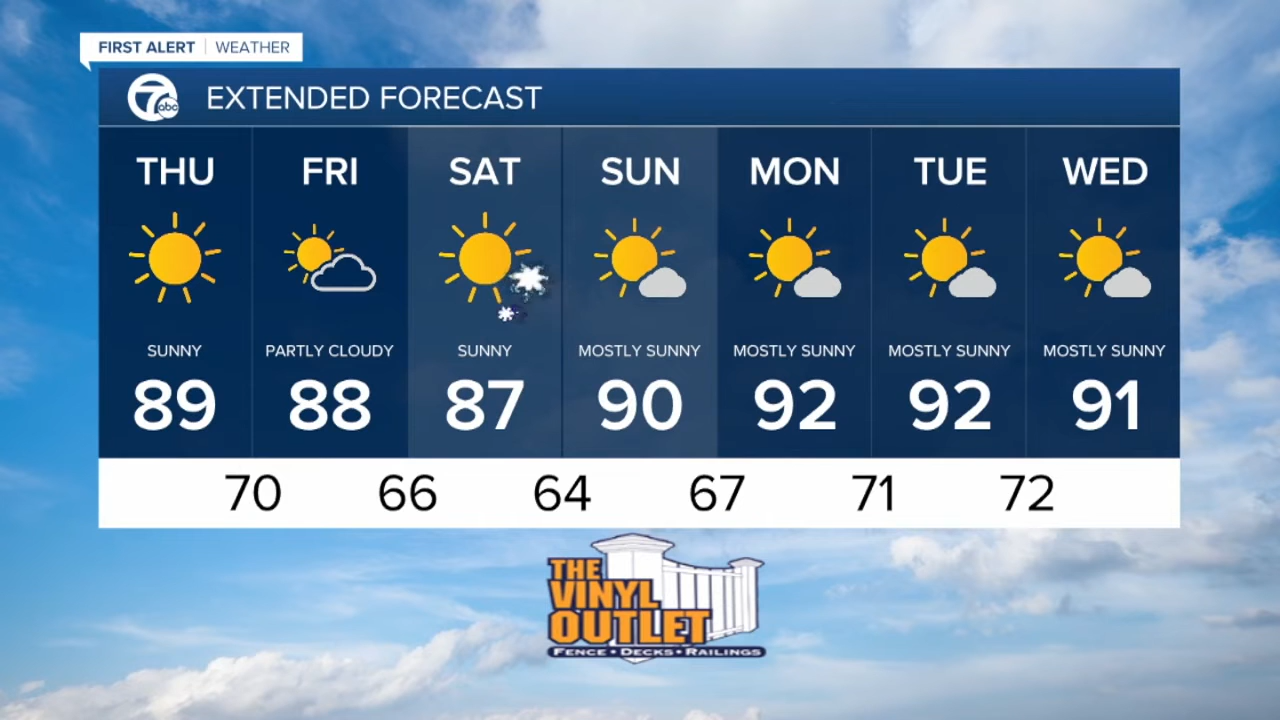 FIRST ALERT | WEATHER
7 abc EXTENDED FORECAST
THU FRI SAT SUN MON TUE WED
SUNNY PARTLY CLOUDY SUNNY MOSTLY SUNNY MOSTLY SUNNY MOSTLY SUNNY MOSTLY SUNNY
89 88 87 90 92 92 91
70 66 64 67 71 72
THE
VINYL
OUTLET
FENCE • DECKS • RAILINGS